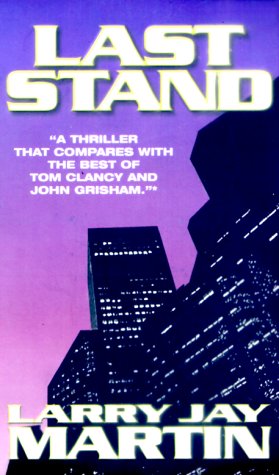 LAST
STAND
"A THRILLER
THAT COMPARES WITH
THE BEST OF
TOM CLANCY AND
JOHN GRISHAM."*
LARRY JAY
MARTIN